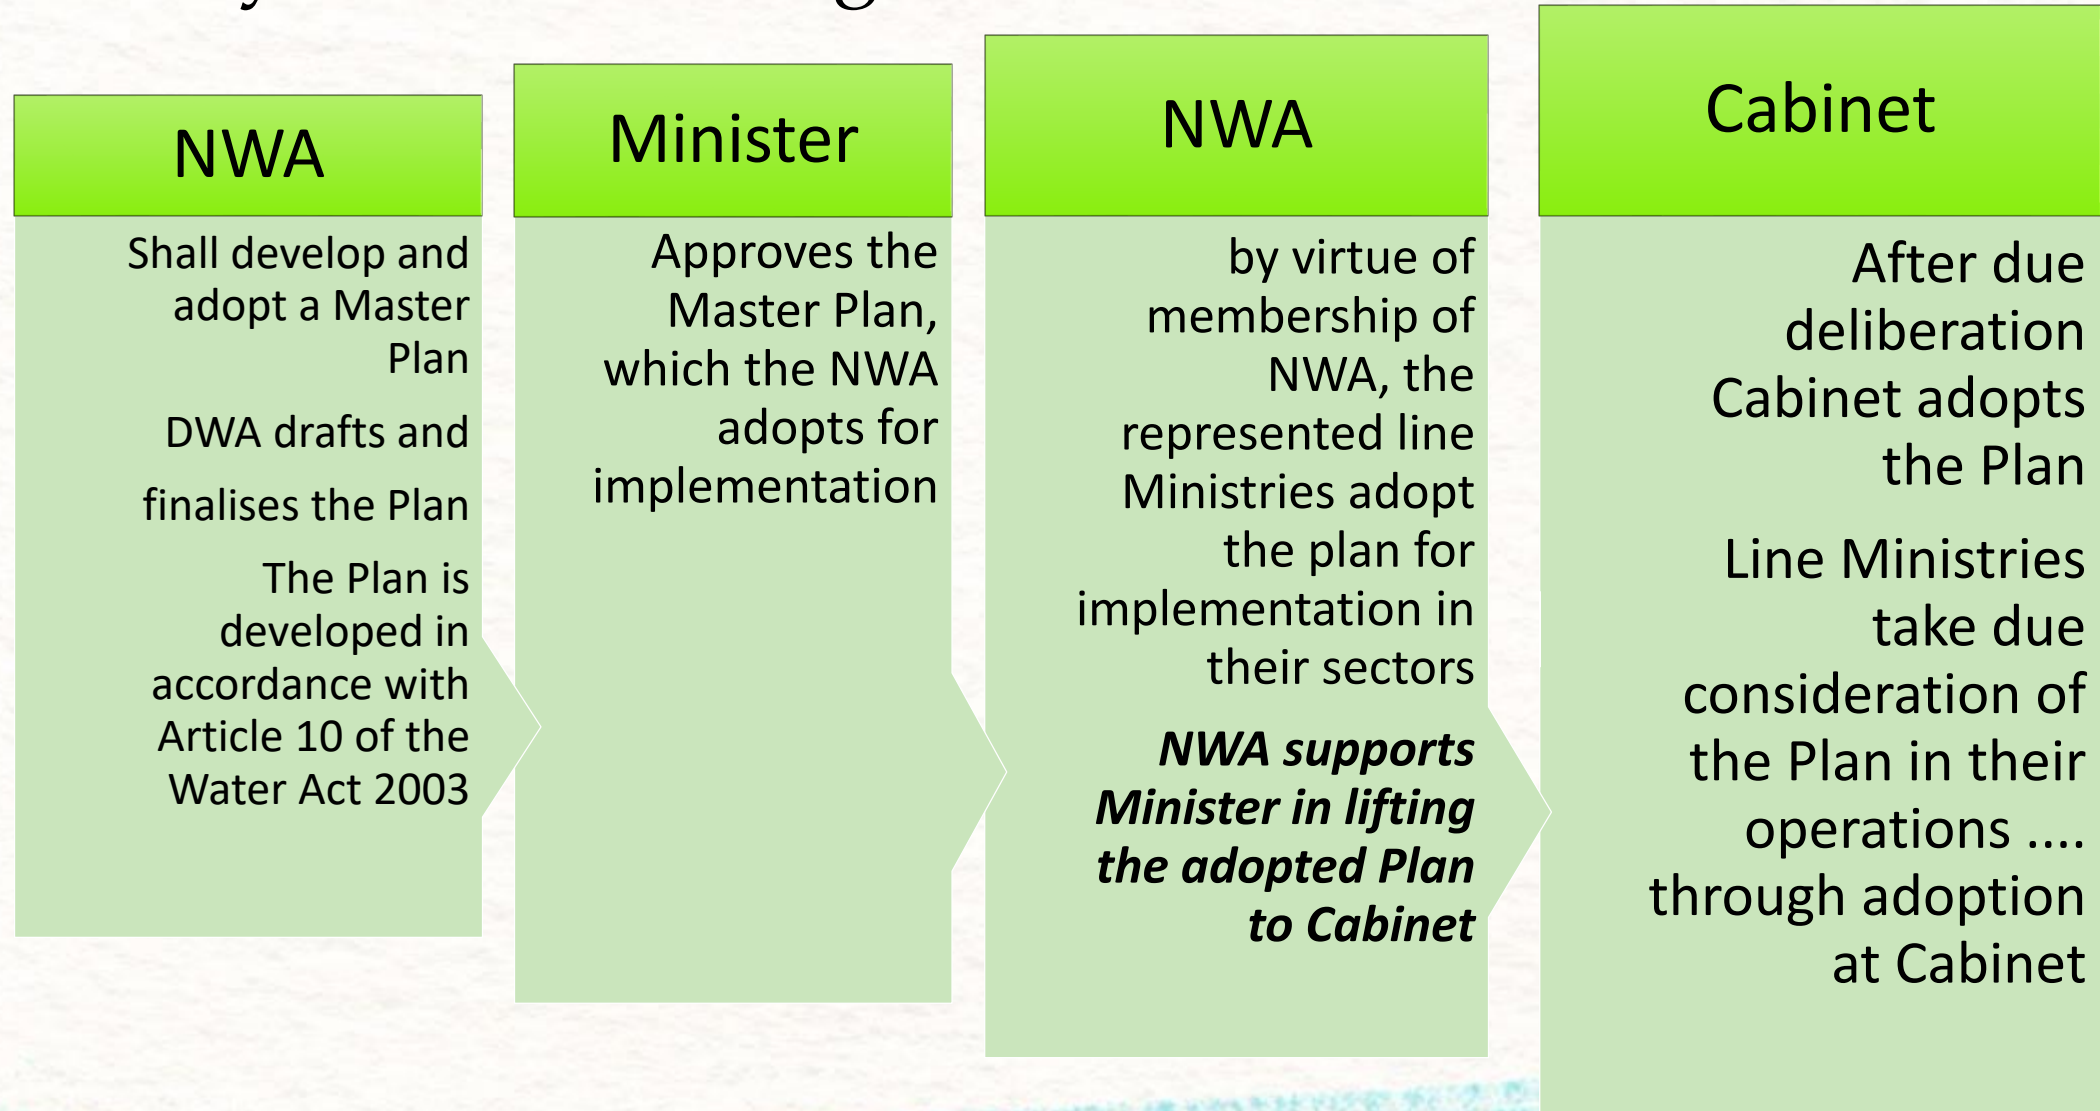 NWA
Shall develop and
adopt a Master
Plan
DWA drafts and
finalises the Plan
The Plan is
developed in
accordance with
Article 10 of the
Water Act 2003
Minister
Approves the
Master Plan,
which the NWA
adopts for
implementation
NWA
by virtue of
membership of
NWA, the
represented line
Ministries adopt
the plan for
implementation in
their sectors
NWA supports
Minister in lifting
the adopted Plan
to Cabinet
Cabinet
After due
deliberation
Cabinet adopts
the Plan
Line Ministries
take due
consideration of
the Plan in their
operations ....
through adoption
at Cabinet